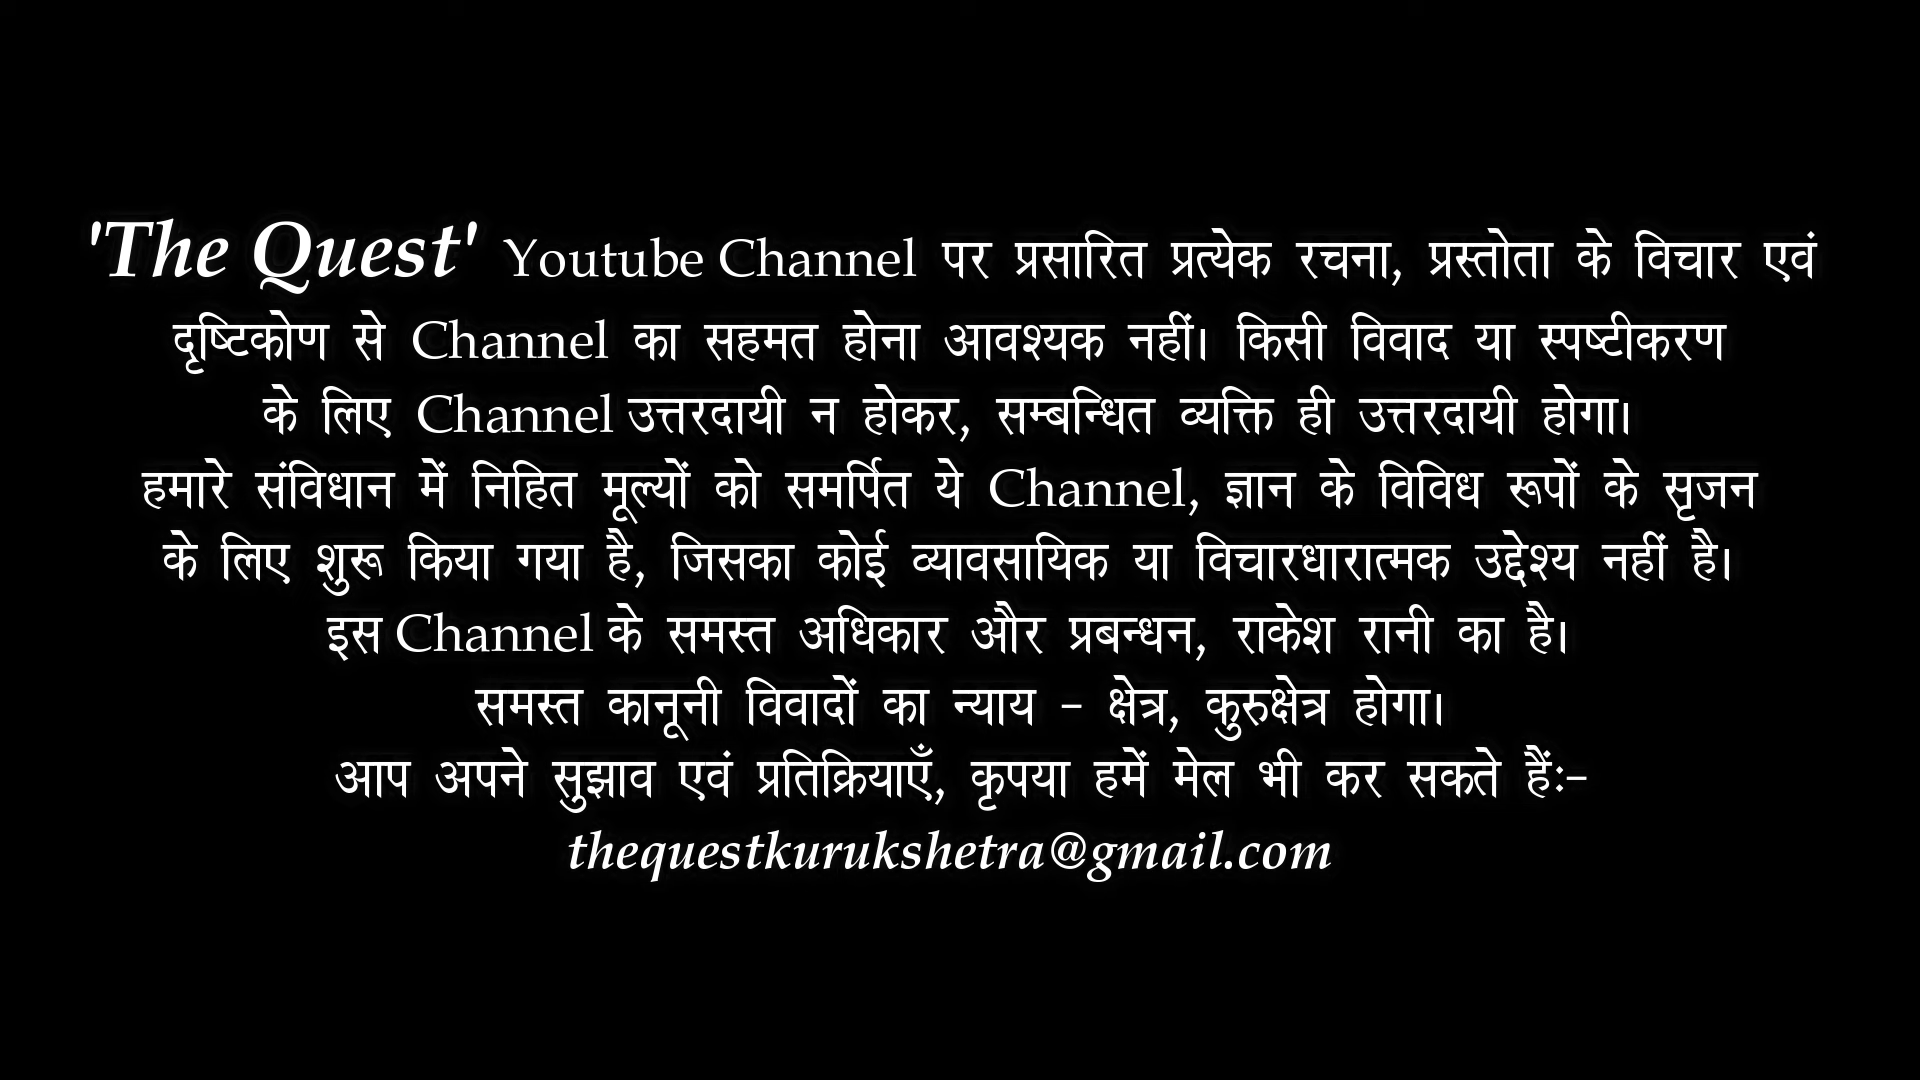 'The Quest' Youtube Channel पर प्रसारित प्रत्येक रचना, प्रस्तोता के विचार एवं
दृष्टिकोण से Channel का सहमत होना आवश्यक नहीं। किसी विवाद या स्पष्टीकरण
के लिए Channel उत्तरदायी न होकर, सम्बन्धित व्यक्ति ही उत्तरदायी होगा।
हमारे संविधान में निहित मूल्यों को समर्पित ये Channel, ज्ञान के विविध रूपों के सृजन
के लिए शुरू किया गया है, जिसका कोई व्यावसायिक या विचारधारात्मक उद्देश्य नहीं है।
इस Channel के समस्त अधिकार और प्रबन्धन, राकेश रानी का है।
समस्त कानूनी विवादों का न्याय - क्षेत्र, कुरुक्षेत्र होगा।
आप अपने सुझाव एवं प्रतिक्रियाएँ, कृपया हमें मेल भी कर सकते हैंः-
thequestkurukshetra@gmail.com